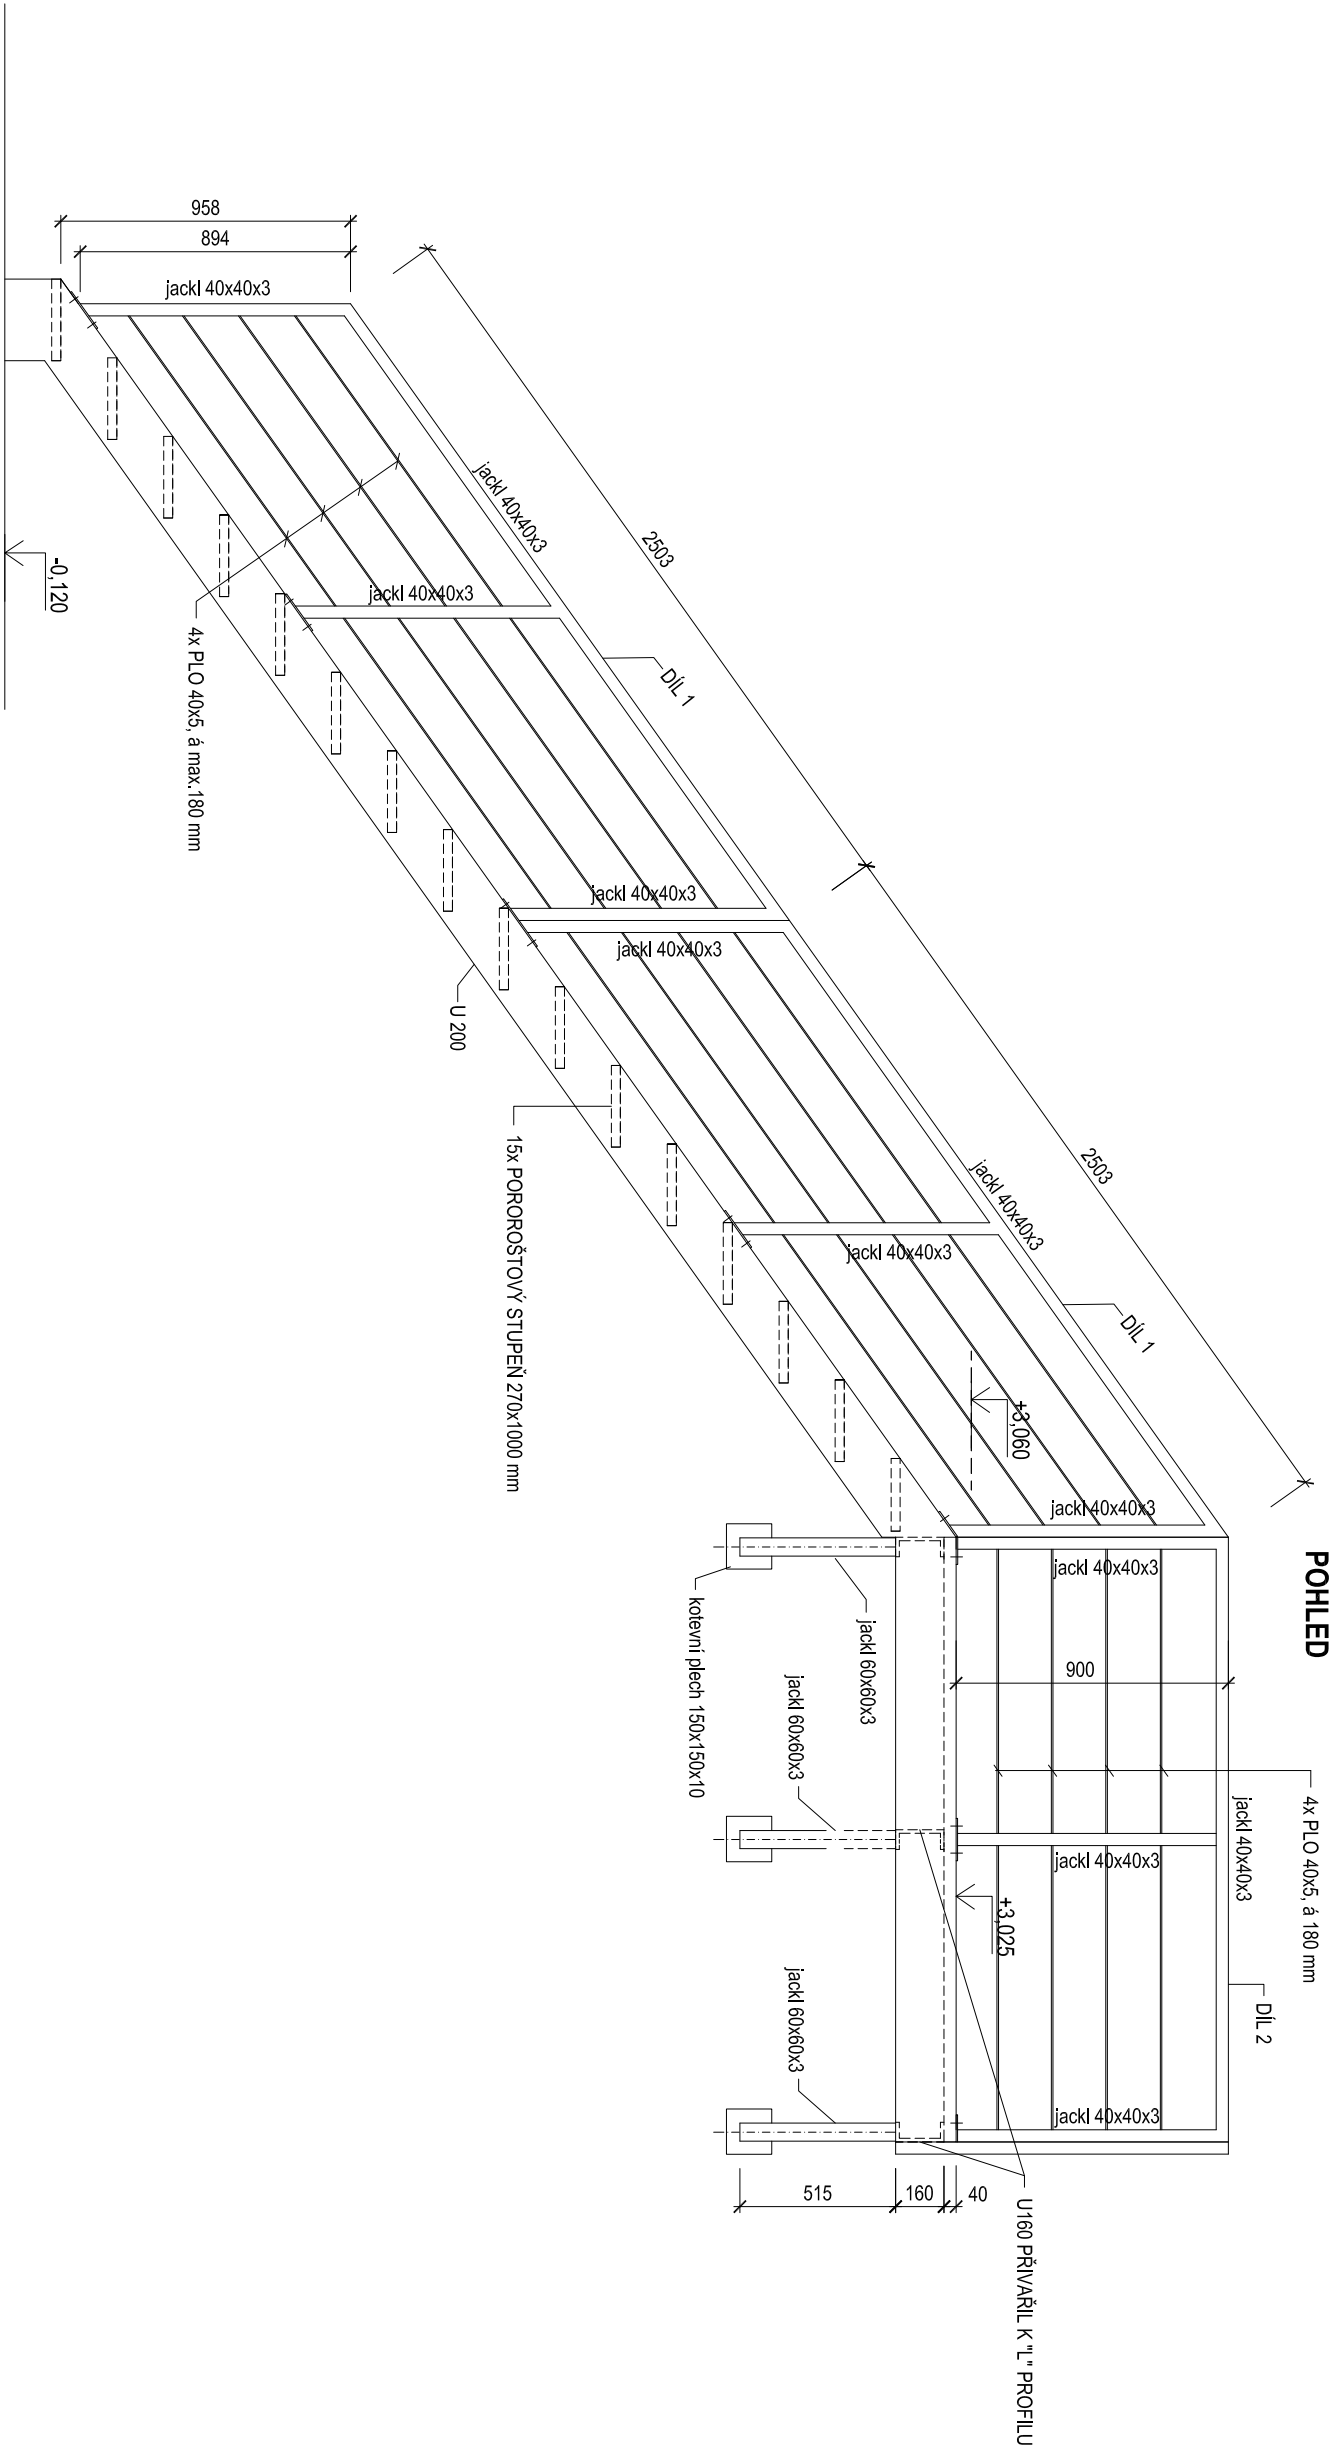 POHLED
958
894
jackl 40x40x3
2503
jackl 40x40x3
jackl 40x40x3
DÍL 1
-0,120
4x PLO 40x5, á max.180 mm
jackl 40x40x3
jackl 40x40x3
U 200
2503
jackl 40x40x3
jackl 40x40x3
DÍL 1
15x POROROŠTOVÝ STUPEŇ 270x1000 mm
+3,060
jackl 40x40x3
jackl 40x40x3
900
4x PLO 40x5, á 180 mm
jackl 40x40x3
jackl 40x40x3
DÍL 2
+3,025
jackl 40x40x3
jackl 60x60x3
kotevní plech 150x150x10
jackl 60x60x3
jackl 60x60x3
515
160
40
U160 PŘIVAŘIL K "L" PROFILU